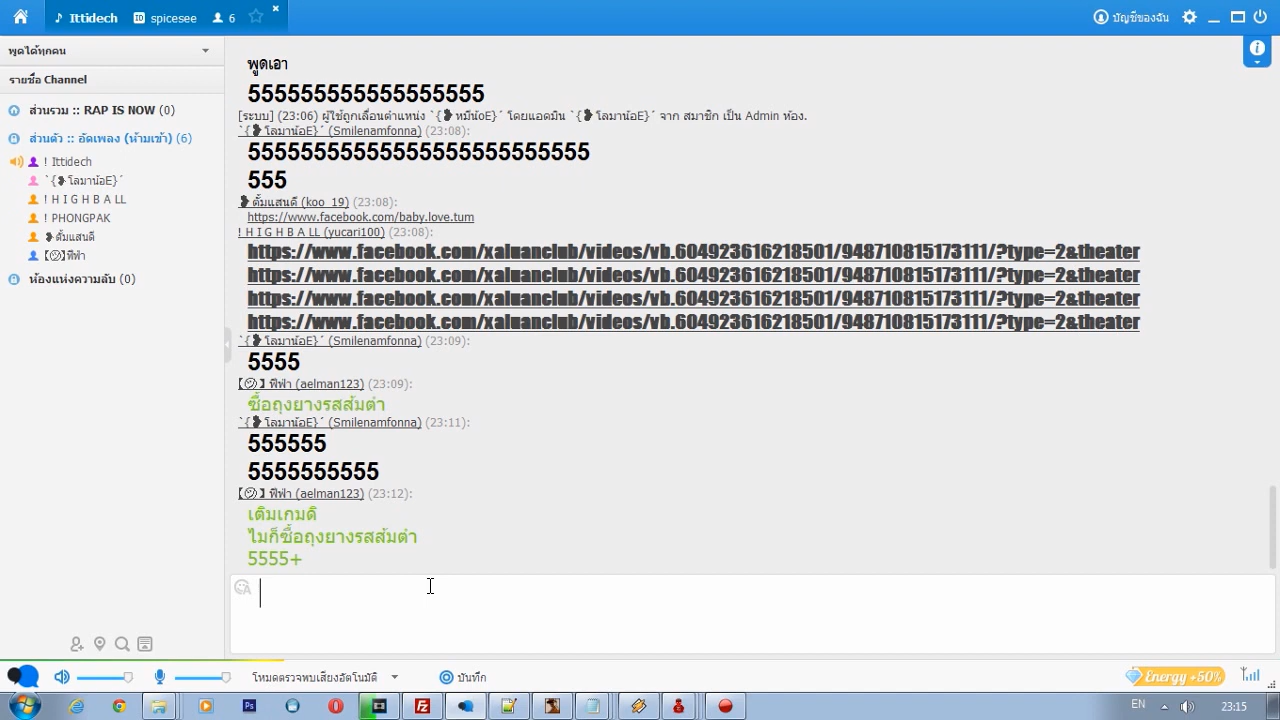 Ittidech spicesee 6
บัญชีของฉัน
พูดได้ทุกคน
รายชื่อ Channel
ส่วนรวม :: RAP IS NOW (0)
ส่วนตัว :: อัดเพลง (ห้ามเข้า) (6)
! Ittidech
`{❥โลมาน้อE}´
! H I G H B A LL
! PHONGPAK
❥ตั้มแสนดี
【㋡】ฟีฟ่า
ห้องแห่งความลับ (0)
พูดเอา
555555555555555555
[ระบบ] (23:06) ผู้ใช้ถูกเลื่อนตำแหน่ง `{❥หมีน้oE}´ โดยแอดมิน `{❥โลมาน้อE}´ จาก สมาชิก เป็น Admin ห้อง.
`{❥โลมาน้อE}´ (Smilenamfonna) (23:08):
55555555555555555555555555
555
❥ตั้มแสนดี (koo_19) (23:08):
https://www.facebook.com/baby.love.tum
! H I G H B A LL (yucari100) (23:08):
https://www.facebook.com/xaluanclub/videos/vb.604923616218501/948710815173111/?type=2&theater
https://www.facebook.com/xaluanclub/videos/vb.604923616218501/948710815173111/?type=2&theater
https://www.facebook.com/xaluanclub/videos/vb.604923616218501/948710815173111/?type=2&theater
https://www.facebook.com/xaluanclub/videos/vb.604923616218501/948710815173111/?type=2&theater
`{❥โลมาน้อE}´ (Smilenamfonna) (23:09):
5555
【㋡】ฟีฟ่า (aelman123) (23:09):
ซื้อถุงยางรสส้มตำ
`{❥โลมาน้อE}´ (Smilenamfonna) (23:11):
555555
5555555555
【㋡】ฟีฟ่า (aelman123) (23:12):
เติมเกมดิ
ไมก็ซื้อถุงยางรสส้มตำ
5555+
โหมดตรวจพบเสียงอัตโนมัติ
บันทึก
Energy +50%
EN 23:15